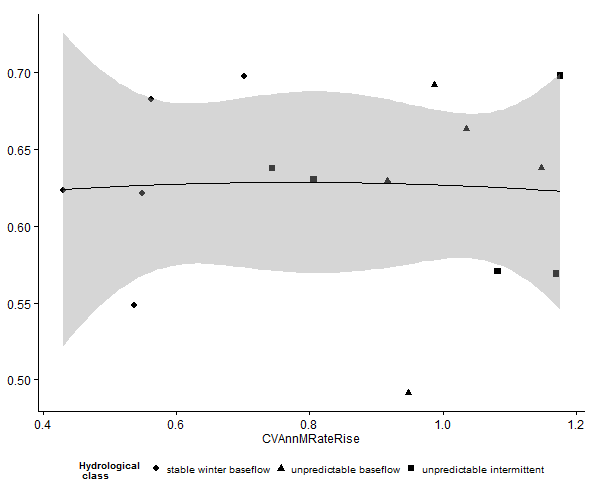 0.70
0.65
0.60
0.55
0.50
0.4 0.6 0.8 1.0 1.2
CVAnnMRateRise
Hydrological
class
stable winter baseflow unpredictable baseflow unpredictable intermittent